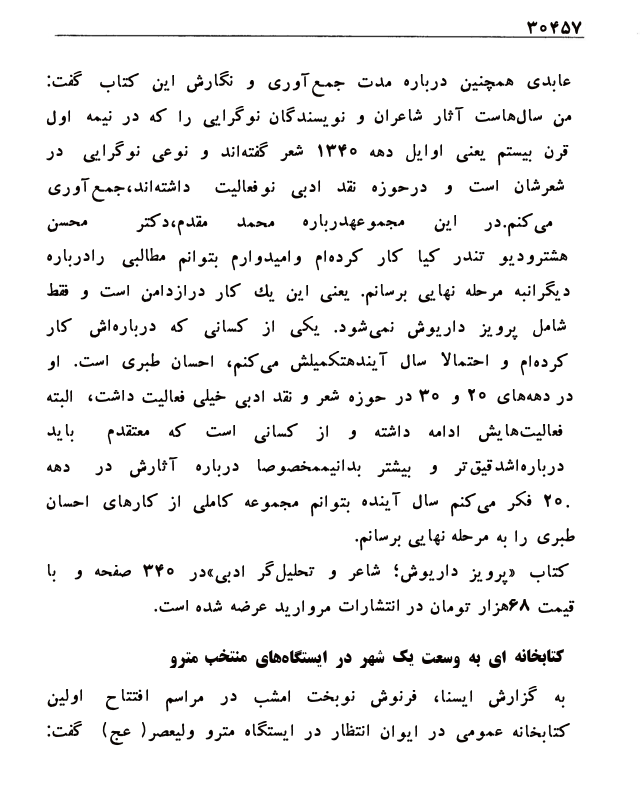 ۳۰۴۵۷
عابدی همچنین درباره مدت جمع‌آوری و نگارش این کتاب گفت:
من سال‌هاست آثار شاعران و نویسندگان نوگرایی را که در نیمه اول
قرن بیستم یعنی اوایل دهه ۱۳۴۰ شعر گفته‌اند و نوعی نوگرایی در
شعرشان است و درحوزه نقد ادبی نوفعالیت داشته‌اند،جمع‌آوری
می‌کنم.در این مجموعهدرباره محمد مقدم،دکتر محسن
هشترودیو تندر کیا کار کرده‌ام وامیدوارم بتوانم مطالبی رادرباره
دیگرانبه مرحله نهایی برسانم. یعنی این یك کار درازدامن است و فقط
شامل پرویز داریوش نمی‌شود. یکی از کسانی که درباره‌اش کار
کرده‌ام و احتمالا سال آیندهتکمیلش می‌کنم، احسان طبری است. او
در دهه‌های ۲۰ و ۳۰ در حوزه شعر و نقد ادبی خیلی فعالیت داشت، البته
فعالیت‌هایش ادامه داشته و از کسانی است که معتقدم باید
درباره‌اشدقیق‌تر و بیشتر بدانیممخصوصا درباره آثارش در دهه
۲۰. فکر می‌کنم سال آینده بتوانم مجموعه کاملی از کارهای احسان
طبری را به مرحله نهایی برسانم.
کتاب «پرویز داریوش؛ شاعر و تحلیل‌گر ادبی»در ۳۴۰ صفحه و با
قیمت ۶۸هزار تومان در انتشارات مروارید عرضه شده است.
کتابخانه ای به وسعت یک شهر در ایستگاه‌های منتخب مترو
به گزارش ایسنا، فرنوش نوبخت امشب در مراسم افتتاح اولین
کتابخانه عمومی در ایوان انتظار در ایستگاه مترو ولیعصر( عج) گفت: